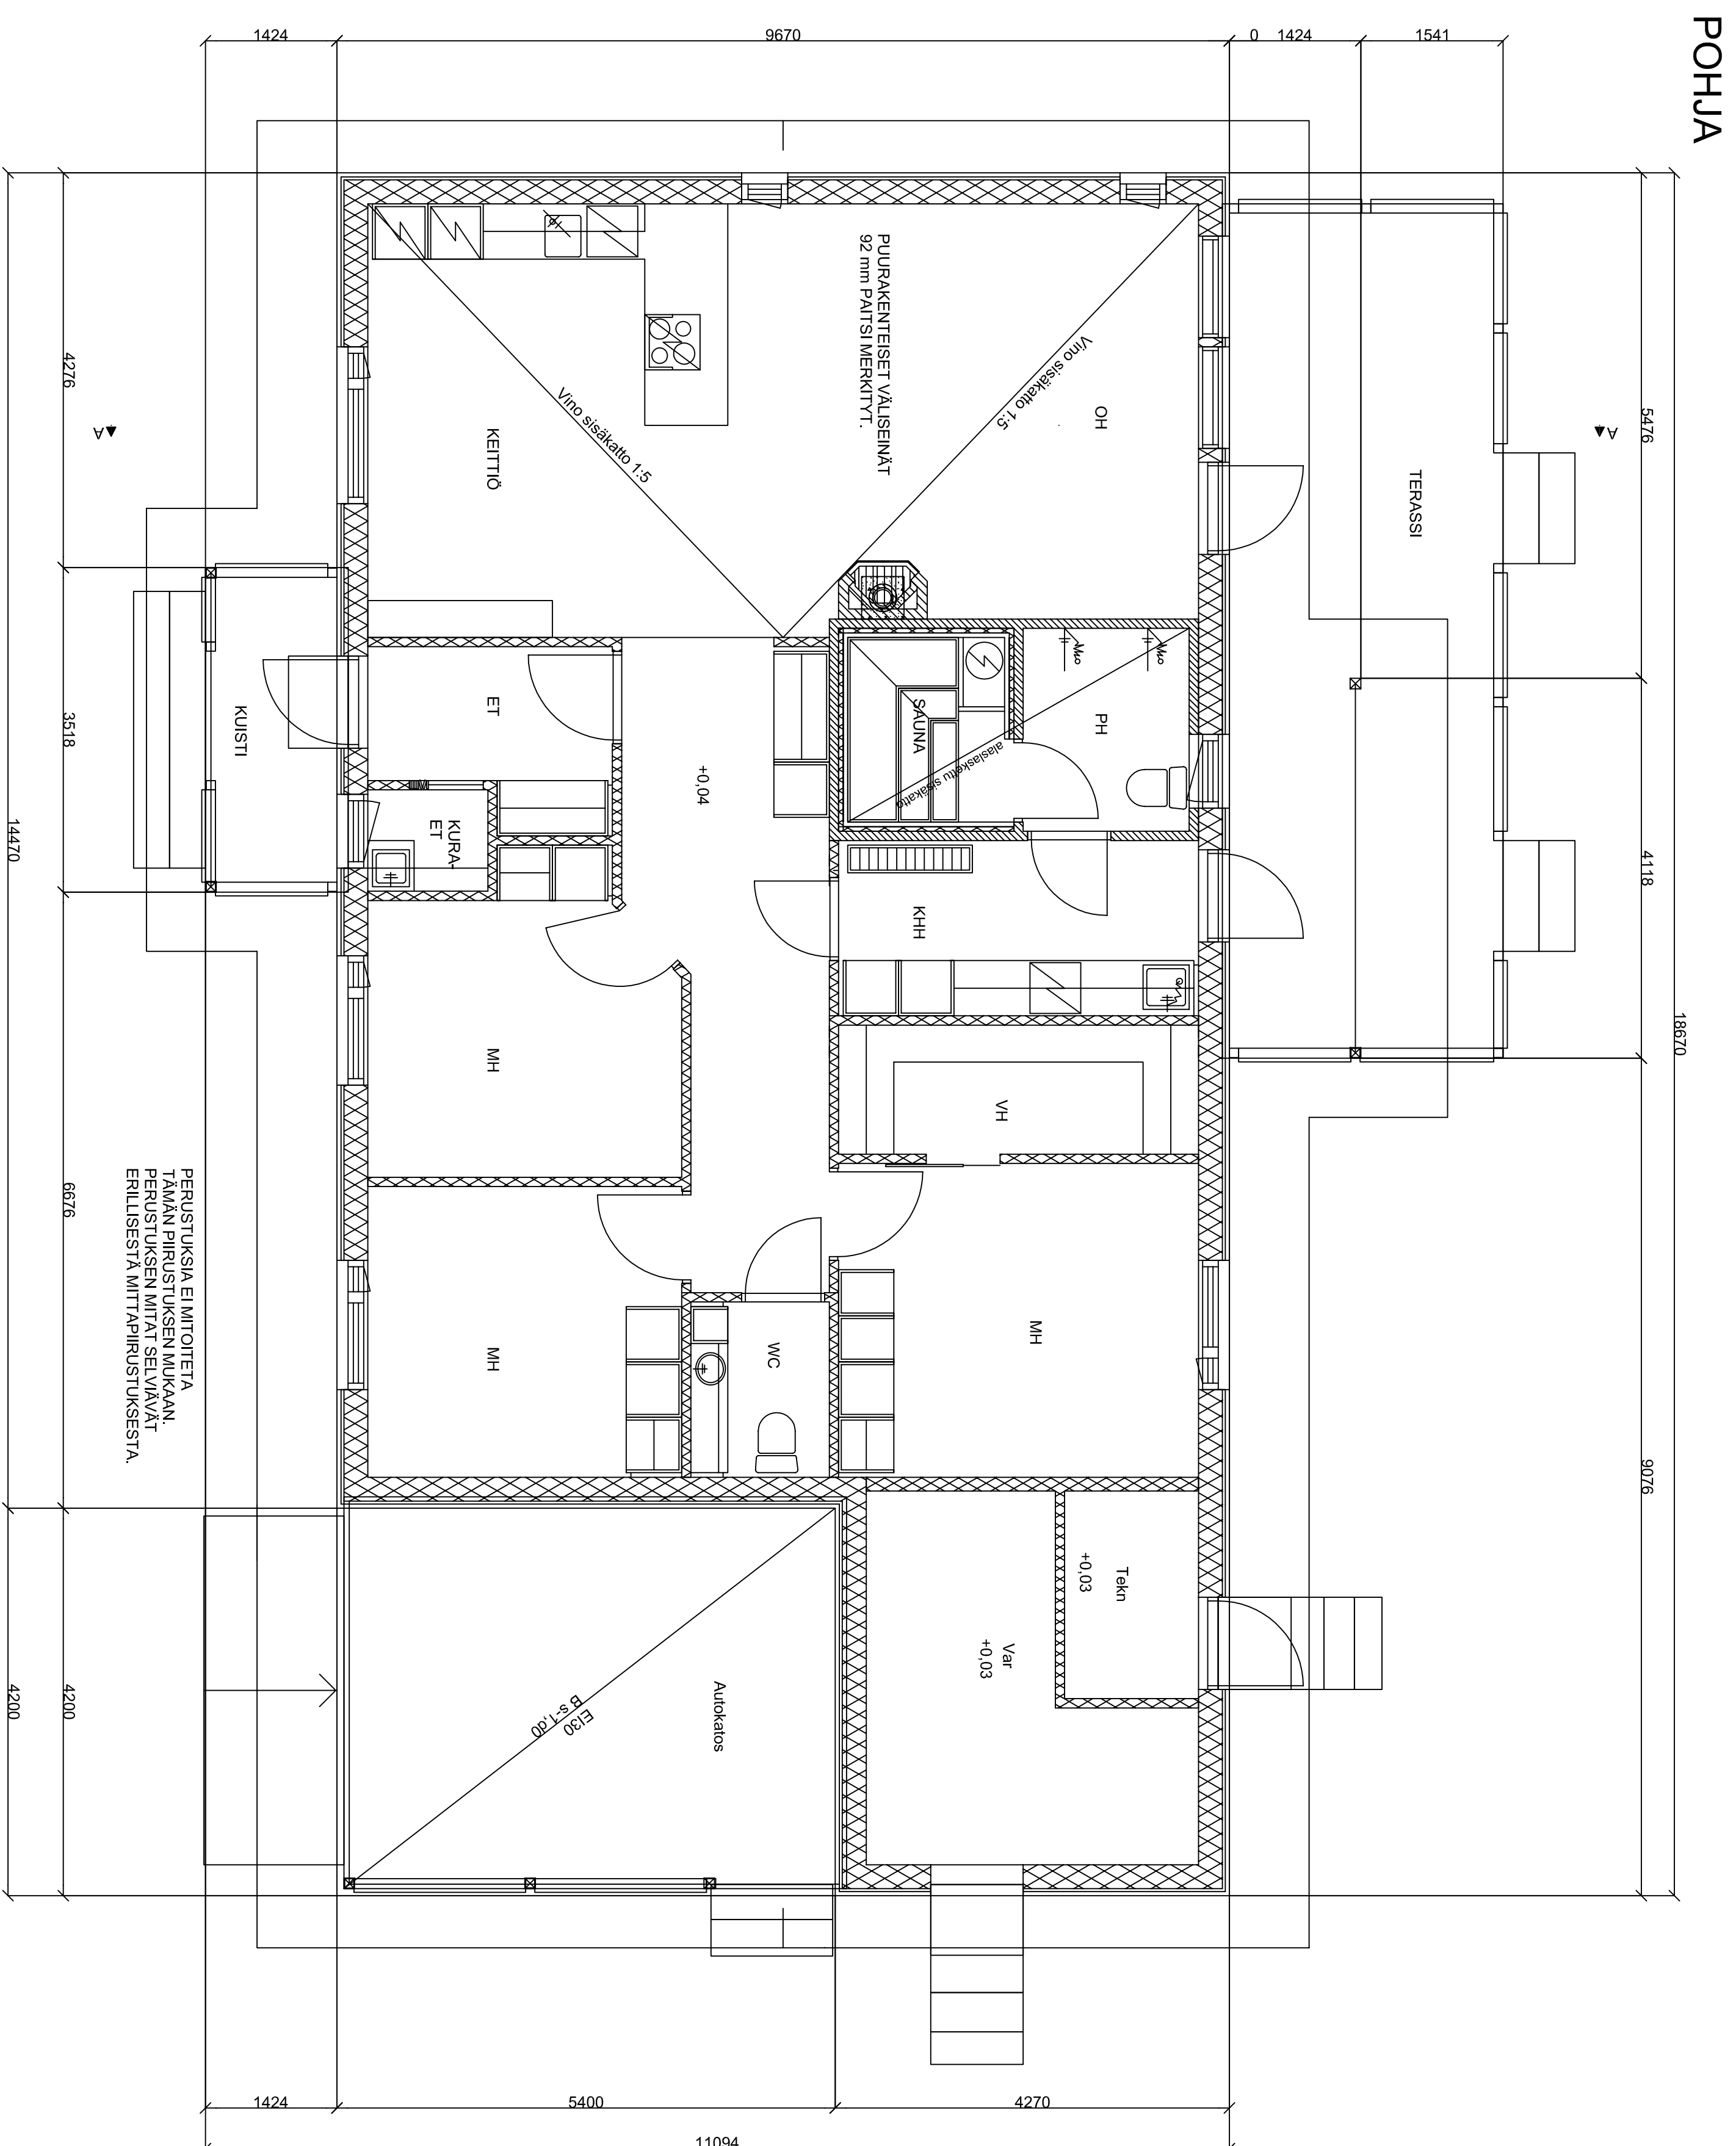 POHJA
1424
9670
0
1424
1541
PUURAKENTEISET VÄLISEINÄT
92 mm PAITSI MERKITYT.
Vino sisäkatto 1:5
Vino sisäkatto 1:5
OH
KEITTIÖ
TERASSI
A
A
4276
5476
3518
4118
14470
18670
6676
9076
4200
4200
KUISTI
ET
+0,04
SAUNA
PH
alaslaskettu sisäkatto
KURA-
ET
KHH
MH
VH
MH
WC
MH
PERUSTUKSIA EI MITOITETA
TÄMÄN PIIRUSTUKSEN MUKAAN.
PERUSTUKSEN MITAT SELVIÄVÄT
ERILLISESTÄ MITTAPIIRUSTUKSESTA.
Tekn
+0,03
Var
+0,03
Autokatos
EI30
B s-1,d0
1424
5400
4270
11094